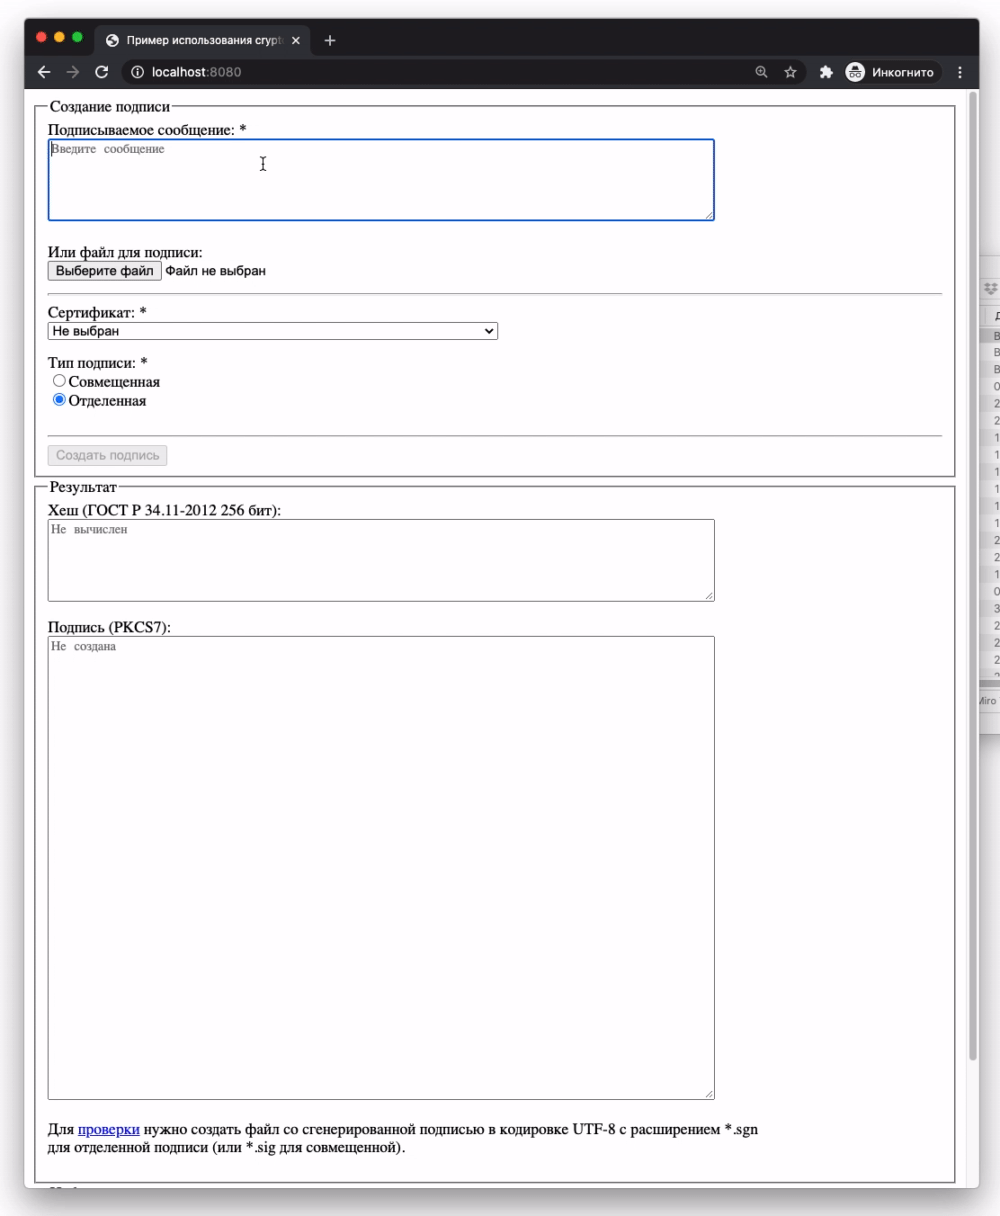 Пример использования crypt
localhost:8080
Инкогнито
Создание подписи
Подписываемое сообщение: *
Введите сообщение
Или файл для подписи:
Выберите файл Файл не выбран
Сертификат: *
Не выбран
Тип подписи: *
Совмещенная
Отделенная
Создать подпись
Результат
Хеш (ГОСТ Р 34.11-2012 256 бит):
Не вычислен
Подпись (PKCS7):
Не создана
Для проверки нужно создать файл со сгенерированной подписью в кодировке UTF-8 с расширением *.sgn
для отделенной подписи (или *.sig для совмещенной).
Miro